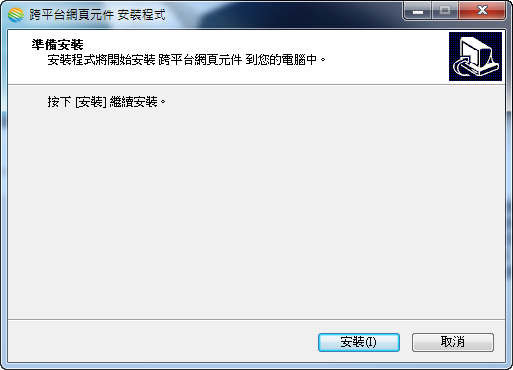 跨平台網頁元件 安裝程式
準備安裝
安裝程式將開始安裝 跨平台網頁元件 到您的電腦中。
按下 [安裝] 繼續安裝。
安裝(I) 取消